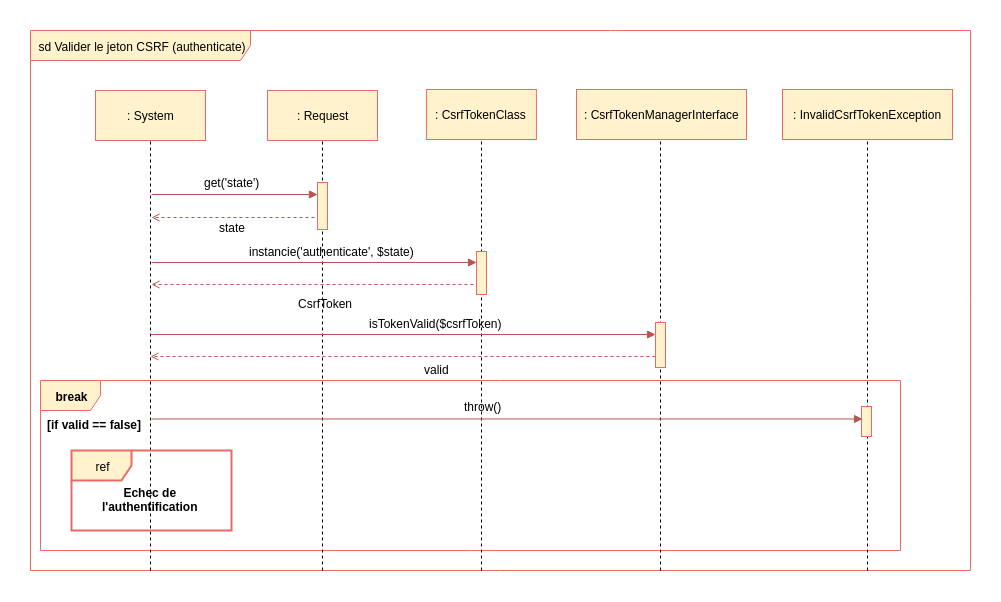 sd Valider le jeton CSRF (authenticate)
: System
: Request
: CsrfTokenClass
: CsrfTokenManagerInterface
: InvalidCsrfTokenException
get('state')
state
instancie('authenticate', $state)
CsrfToken
isTokenValid($csrfToken)
valid
break
throw()
[if valid == false]
ref
Echec de
l'authentification